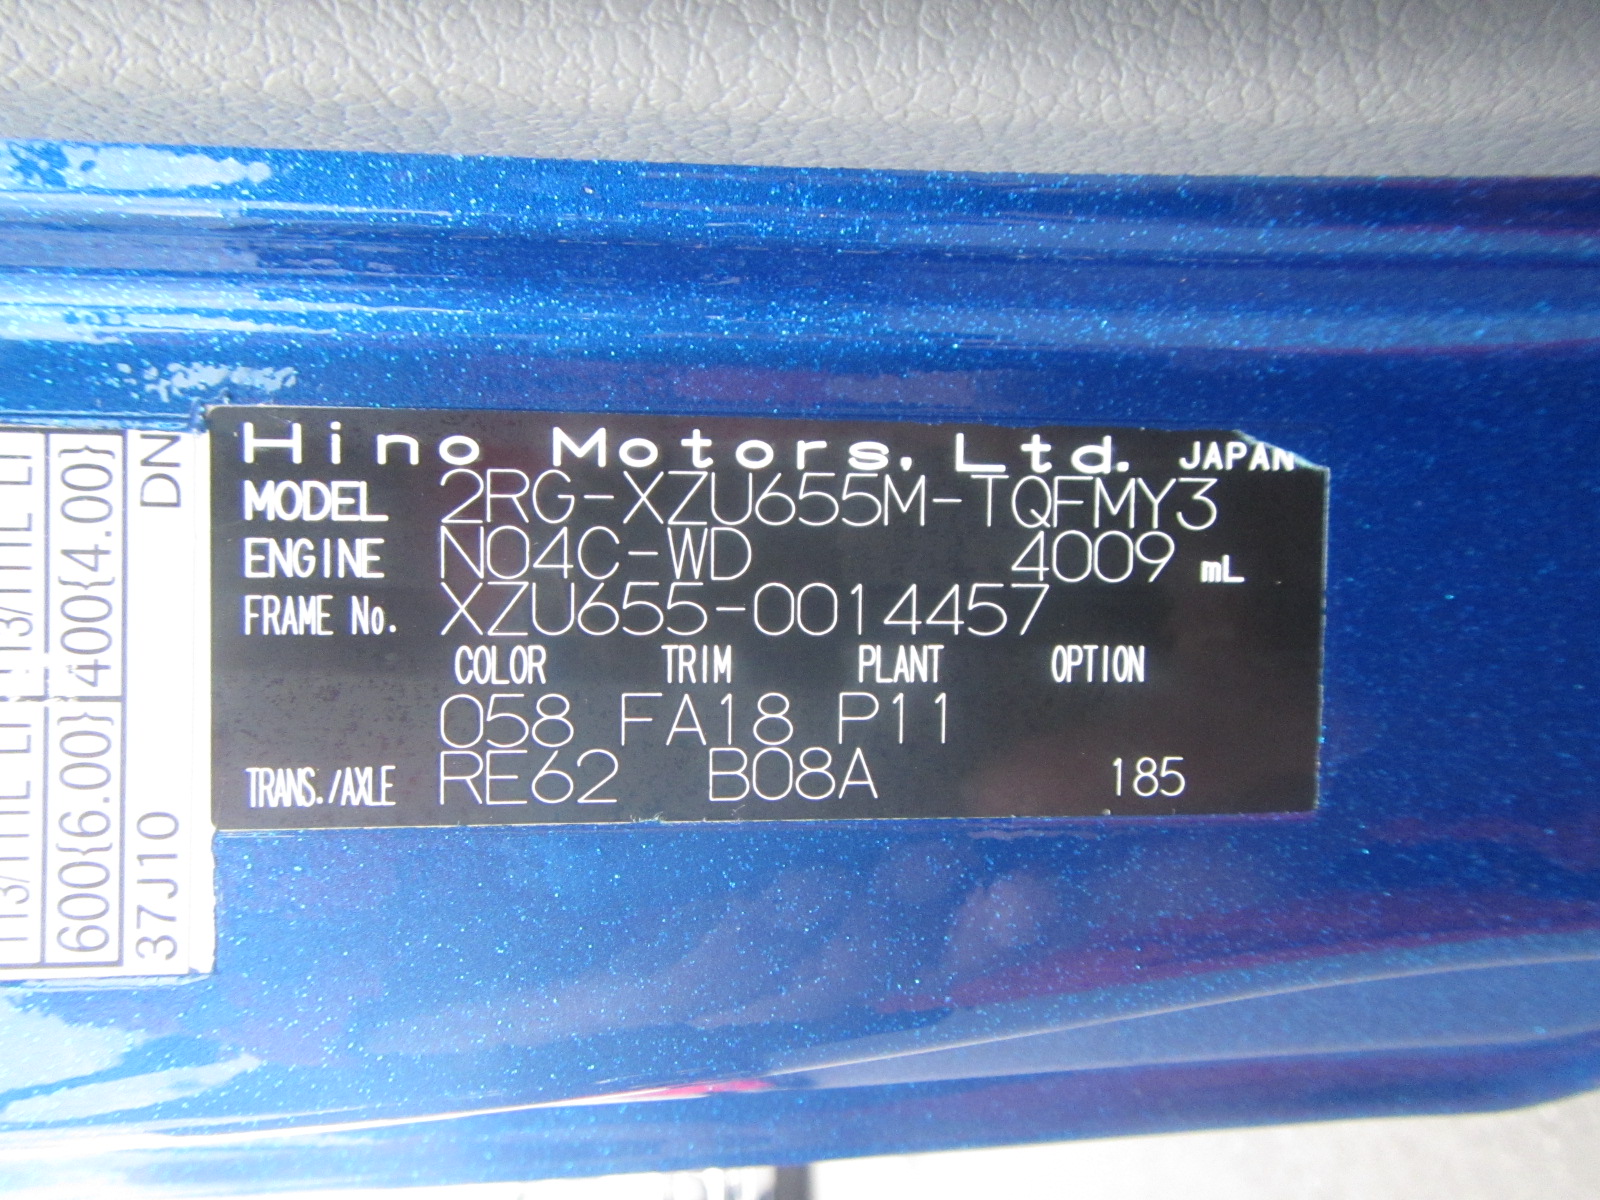 Hino Motors, Ltd. JAPAN
MODEL 2RG-XZU655M-TQFMY3
ENGINE N04C-WD 4009 mL
FRAME No. XZU655-0014457
COLOR TRIM PLANT OPTION
058 FA18 P11
TRANS./AXLE RE62 B08A 185
600{6.00} 400{4.00}
37J10 DN